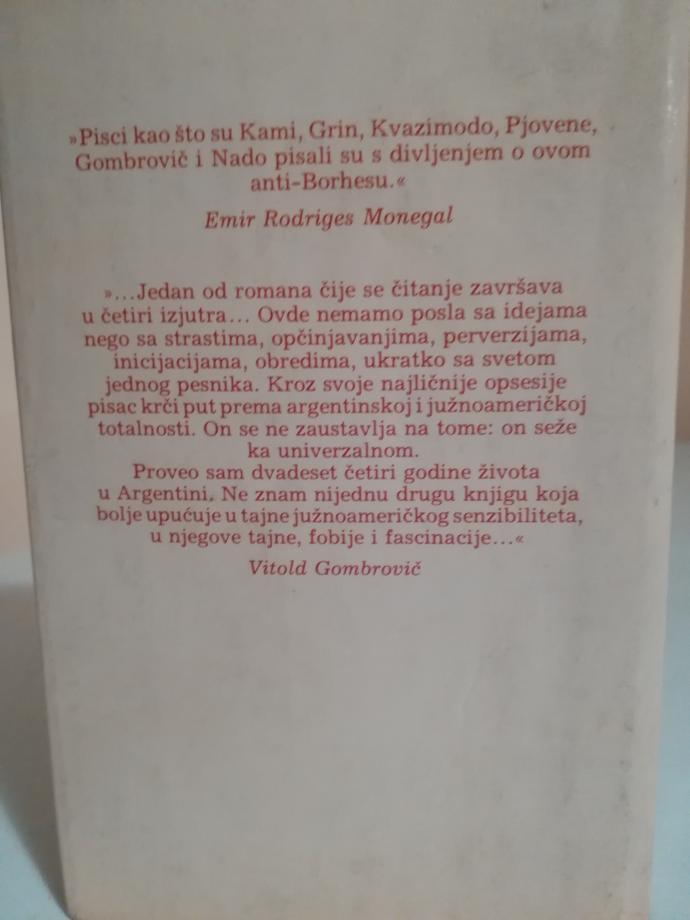 »Pisci kao što su Kami, Grin, Kvazimodo, Pjovene,
Gombrovič i Nado pisali su s divljenjem o ovom
anti-Borhesu.«
Emir Rodriges Monegal
»...Jedan od romana čije se čitanje završava
u četiri izjutra... Ovde nemamo posla sa idejama
nego sa strastima, opčinjavanjima, perverzijama,
inicijacijama, obredima, ukratko sa svetom
jednog pesnika. Kroz svoje najličnije opsesije
pisac krči put prema argentinskoj i južnoameričkoj
totalnosti. On se ne zaustavlja na tome: on seže
ka univerzalnom.
Proveo sam dvadeset četiri godine života
u Argentini. Ne znam nijednu drugu knjigu koja
bolje upućuje u tajne južnoameričkog senzibiliteta,
u njegove tajne, fobije i fascinacije...«
Vitold Gombrovič